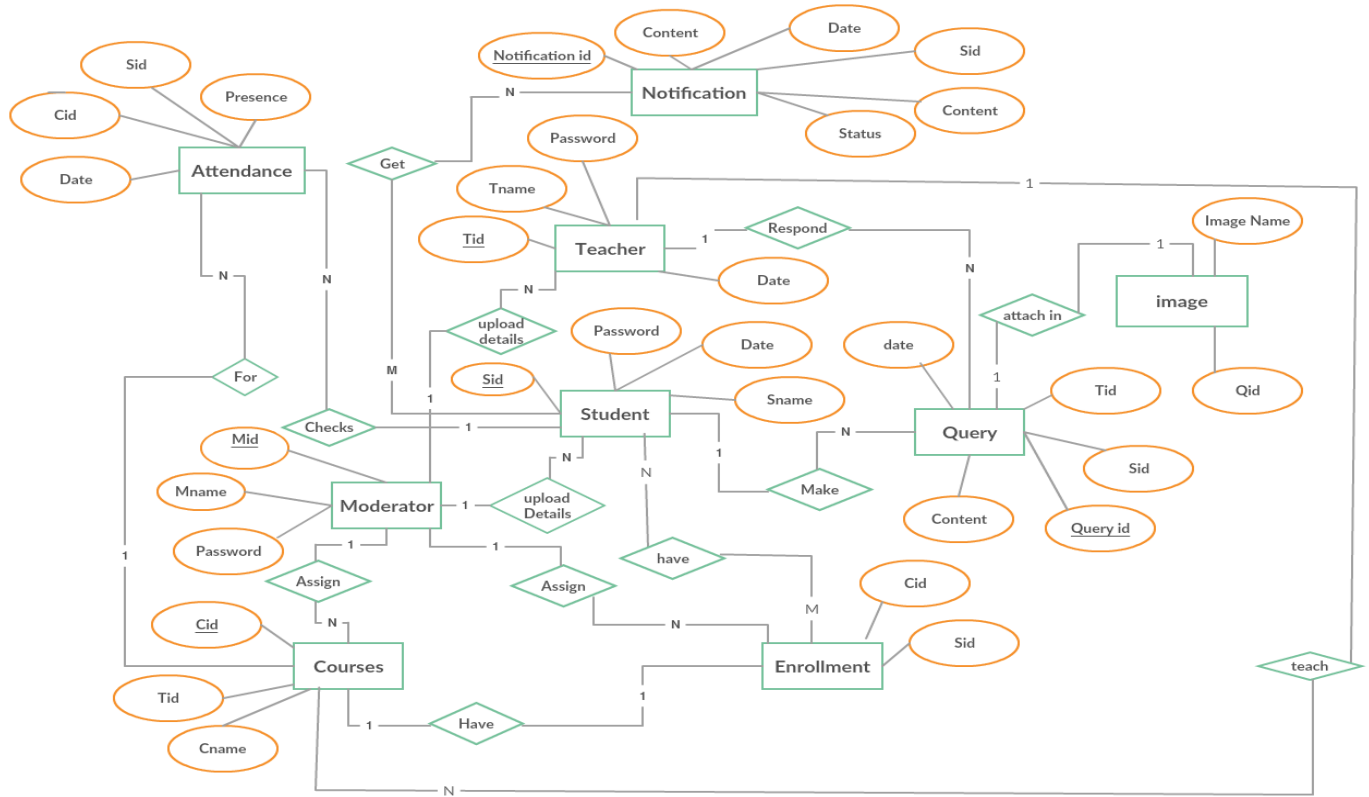 Notification id
Content
Date
Sid
Content
Status
Notification
N
Get
M
Sid
Presence
Cid
Date
Attendance
N
N
For
Checks
1
1
Password
Tname
Tid
Teacher
Date
1
Respond
N
1
N
upload
details
1
Image Name
image
Qid
1
attach in
1
Password
Date
Sid
Sname
Student
date
Tid
Query
Sid
Query id
Content
1
Make
N
Mid
Mname
Password
Moderator
1
upload
Details
N
N
have
M
1
Assign
N
1
Assign
N
Cid
Tid
Cname
Courses
1
Have
1
Cid
Sid
Enrollment
teach
N